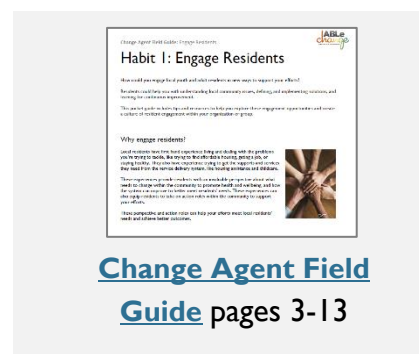 Change Agent Field Guide: Engage Residents
ABLe
change
Habit 1: Engage Residents
How could you engage local youth and adult residents in new ways to support your efforts?
Residents could help you with understanding local community issues, defining and implementing solutions, and
learning for continuous improvement.
This pocket guide includes tips and resources to help you explore these engagement opportunities and create
a culture of resident engagement within your organization or group.
Why engage residents?
Local residents have first hand experience living and dealing with the problems
you're trying to tackle, like trying to find affordable housing, getting a job, or
staying healthy. They also have experience trying to get the supports and services
they need from the service delivery system, like housing assistance and childcare.
These experiences provide residents with an invaluable perspective about what
needs to change within the community to promote health and wellbeing, and how
the system can improve to better meet residents' needs. These experiences can
also equip residents to take on action roles within the community to support
your efforts.
These perspective and action roles can help your efforts meet local residents'
needs and achieve better outcomes.
Change Agent Field
Guide pages 3-13